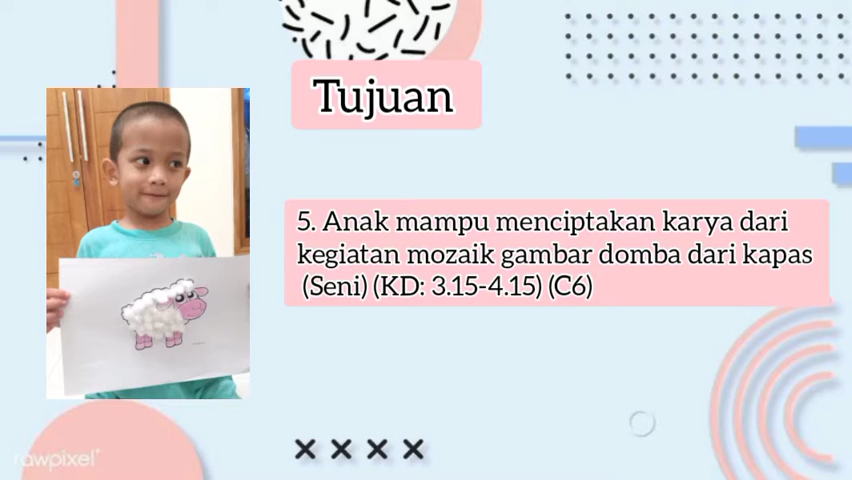 Tujuan
5. Anak mampu menciptakan karya dari
kegiatan mozaik gambar domba dari kapas
(Seni) (KD: 3.15-4.15) (C6)
rawpixel